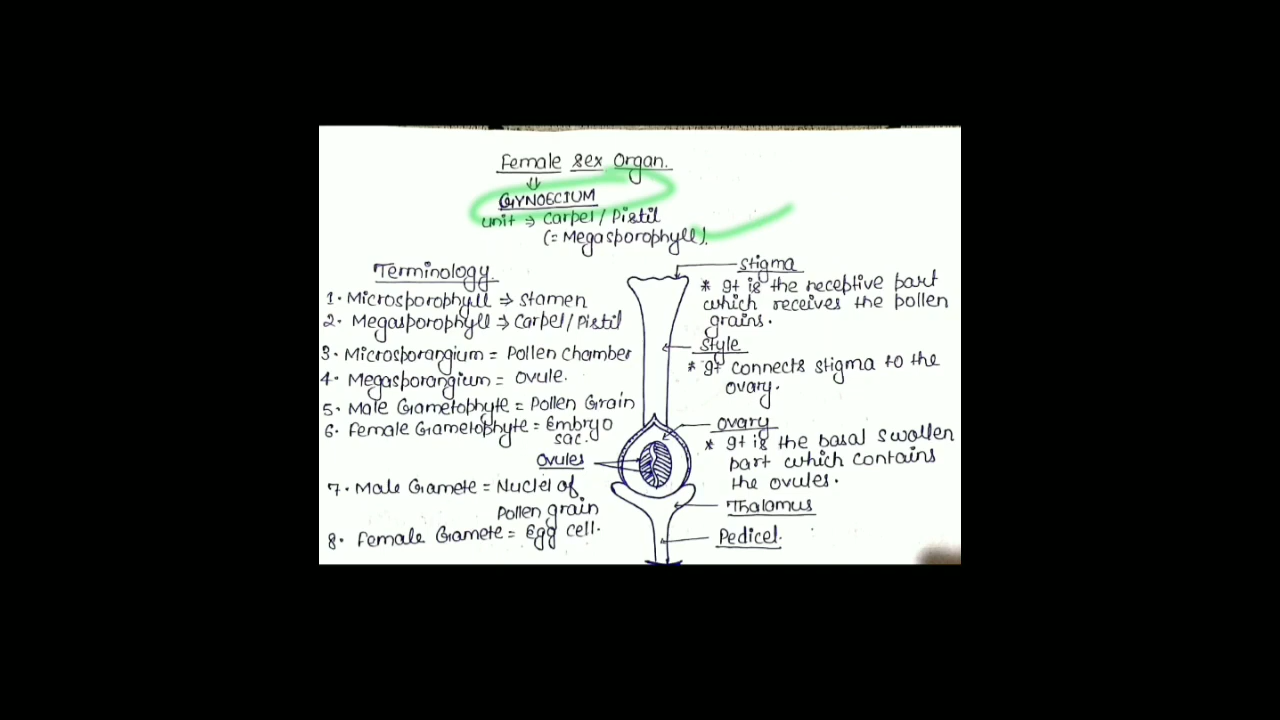 Female sex Organ.
⇓
GYNOECIUM
unit ⇒ Carpel / Pistil
(= Megasporophyll).
Terminology.
1. Microsporophyll ⇒ Stamen
2. Megasporophyll ⇒ Carpel/Pistil
3. Microsporangium = Pollen Chamber
4. Megasporangium = Ovule.
5. Male Gametophyte = Pollen Grain
6. Female Gametophyte = Embryo
sac.
Ovules
7. Male Gamete = Nuclei of
Pollen grain
8. Female Gamete = Egg cell.
Stigma
* It is the receptive part
which receives the pollen
grains.
Style
* It connects stigma to the
ovary.
Ovary
* It is the basal swollen
part which contains
the ovules.
Thalamus
Pedicel.